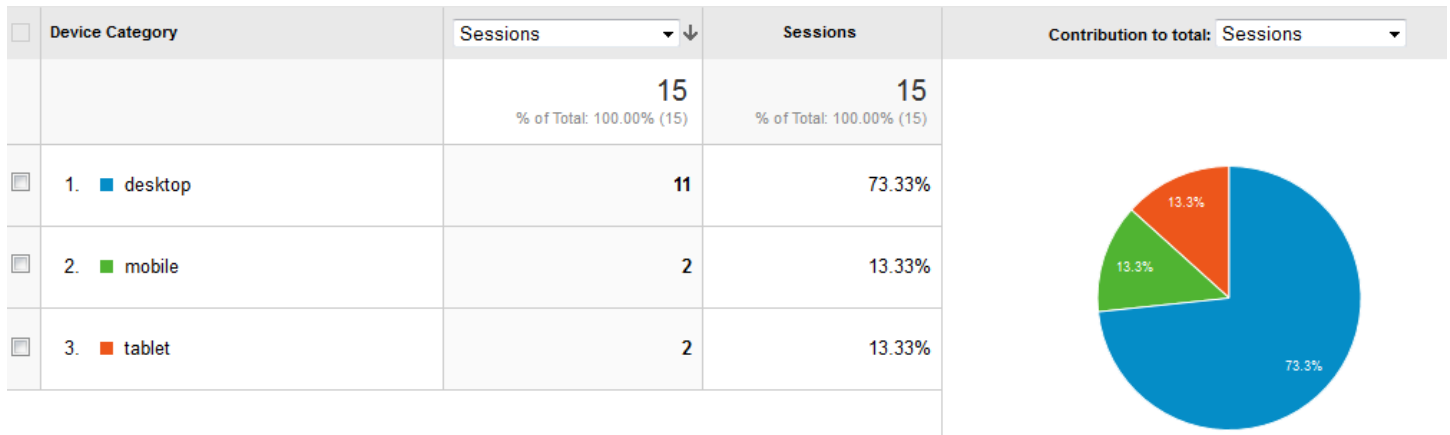 Device Category Sessions Sessions Contribution to total: Sessions
15 15
% of Total: 100.00% (15) % of Total: 100.00% (15)
1. desktop 11 73.33%
2. mobile 2 13.33%
3. tablet 2 13.33%
13.3%
13.3%
73.3%